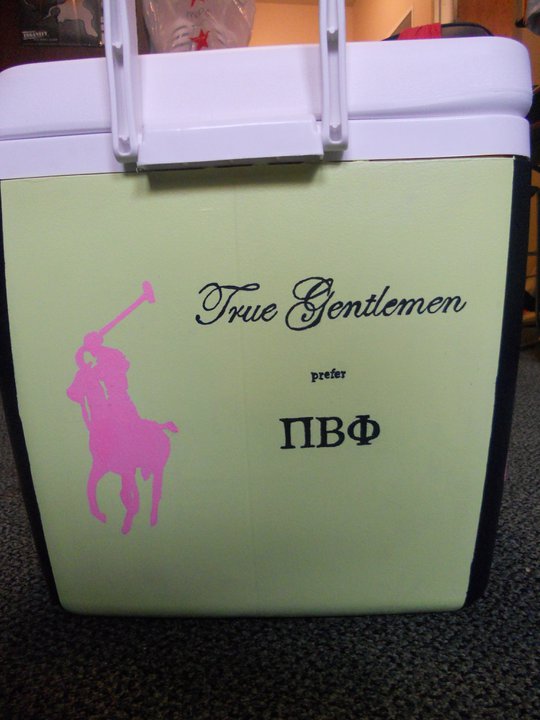 True Gentlemen
prefer
ΠΒΦ